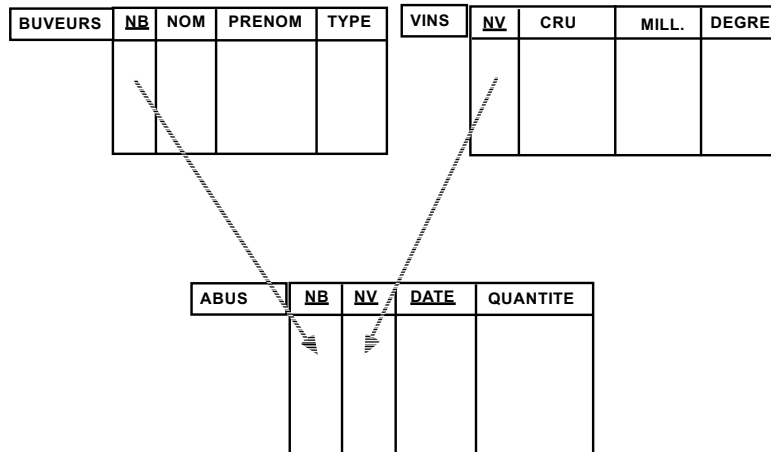 BUVEURS NB NOM PRENOM TYPE
VINS NV CRU MILL. DEGRE
ABUS NB NV DATE QUANTITE